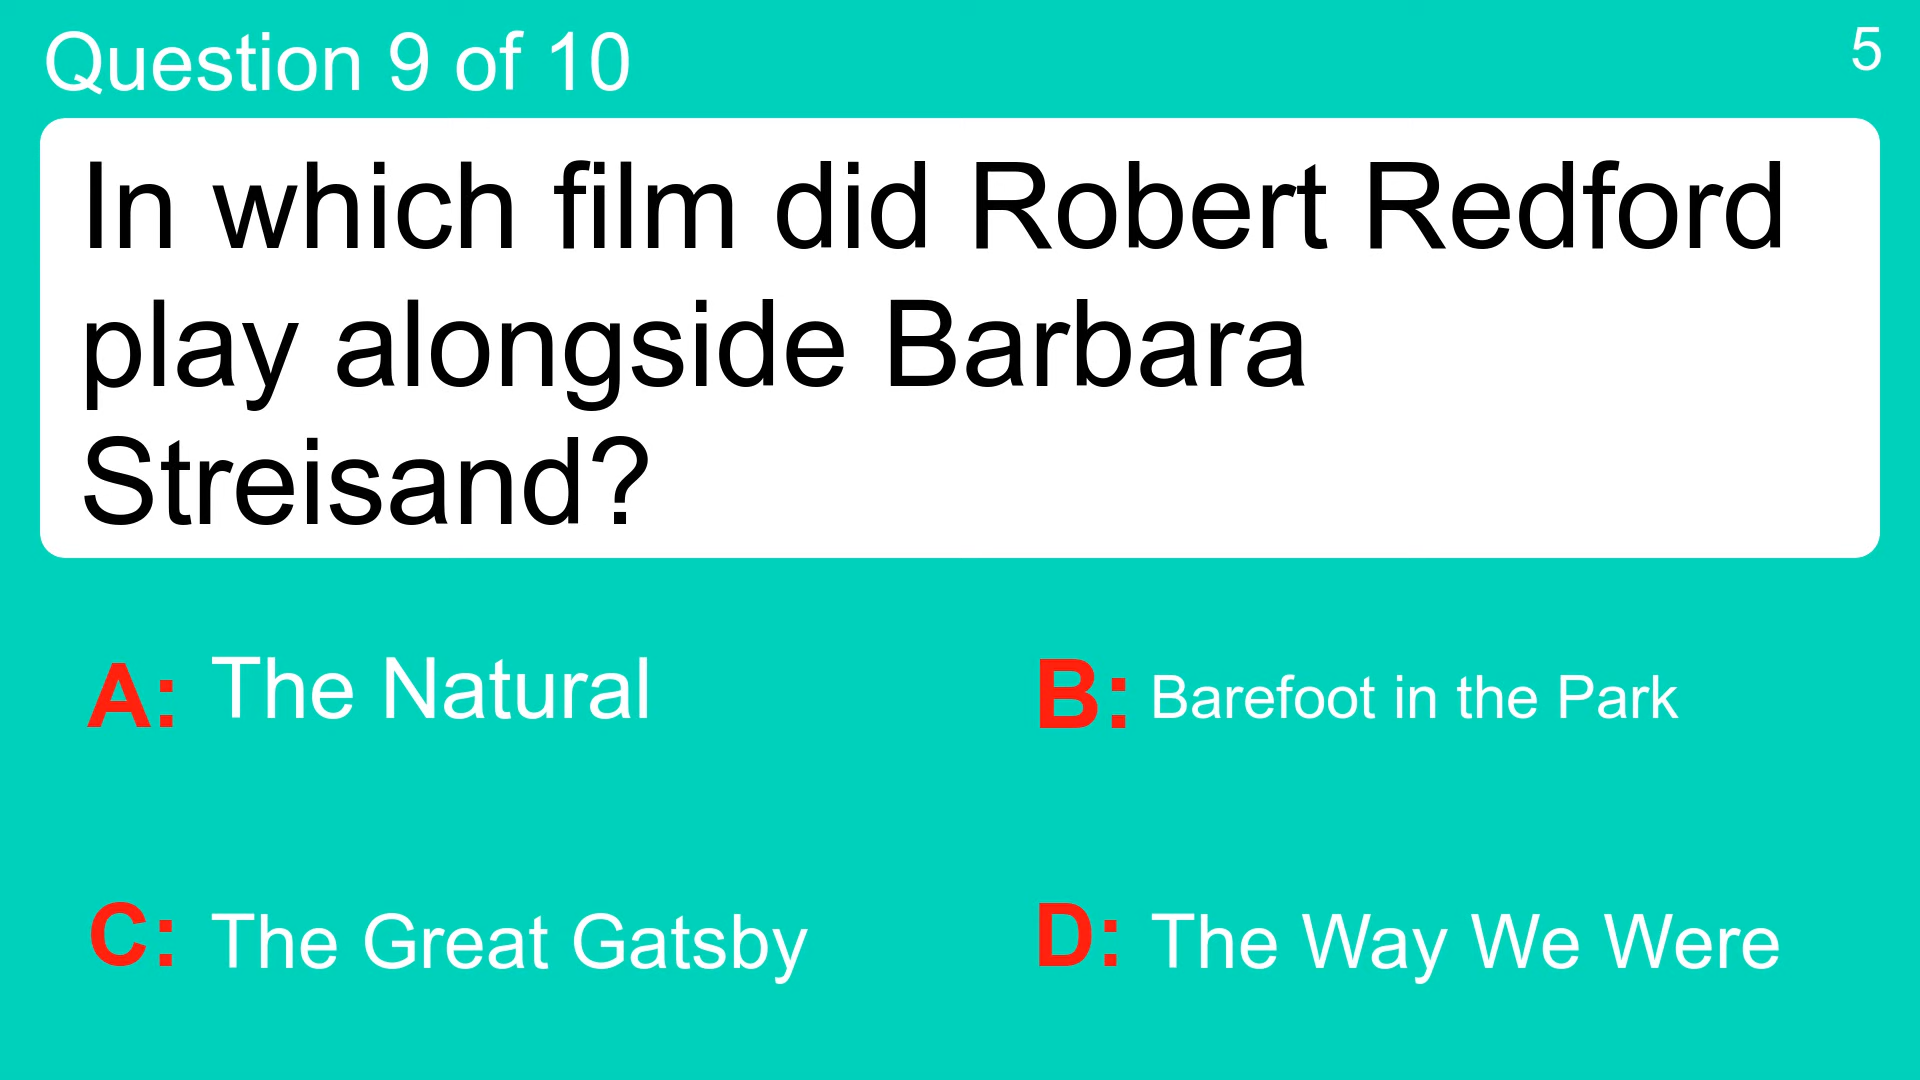 Question 9 of 10
5
In which film did Robert Redford
play alongside Barbara
Streisand?
A: The Natural
B: Barefoot in the Park
C: The Great Gatsby
D: The Way We Were